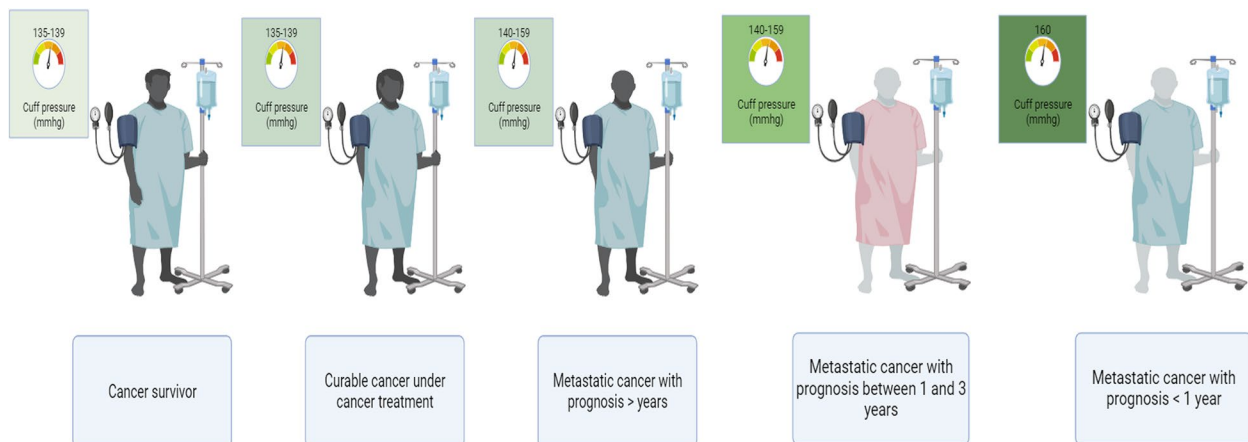 135-139
Cuff pressure
(mmhg)
135-139
Cuff pressure
(mmhg)
140-159
Cuff pressure
(mmhg)
140-159
Cuff pressure
(mmhg)
160
Cuff pressure
(mmhg)
Cancer survivor
Curable cancer under
cancer treatment
Metastatic cancer with
prognosis > years
Metastatic cancer with
prognosis between 1 and 3
years
Metastatic cancer with
prognosis < 1 year